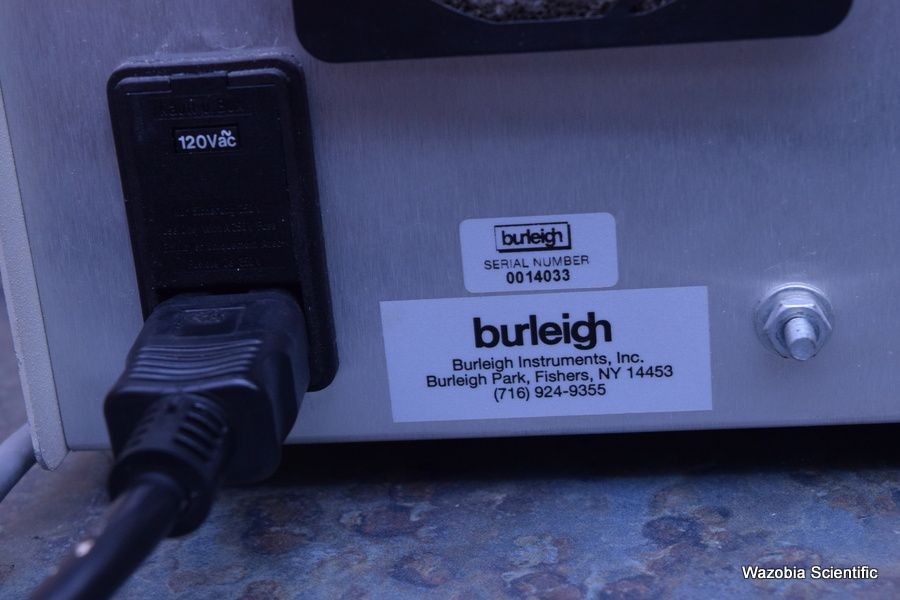 120Vac
burleigh
SERIAL NUMBER
0014033
burleigh
Burleigh Instruments, Inc.
Burleigh Park, Fishers, NY 14453
(716) 924-9355
Wazobia Scientific